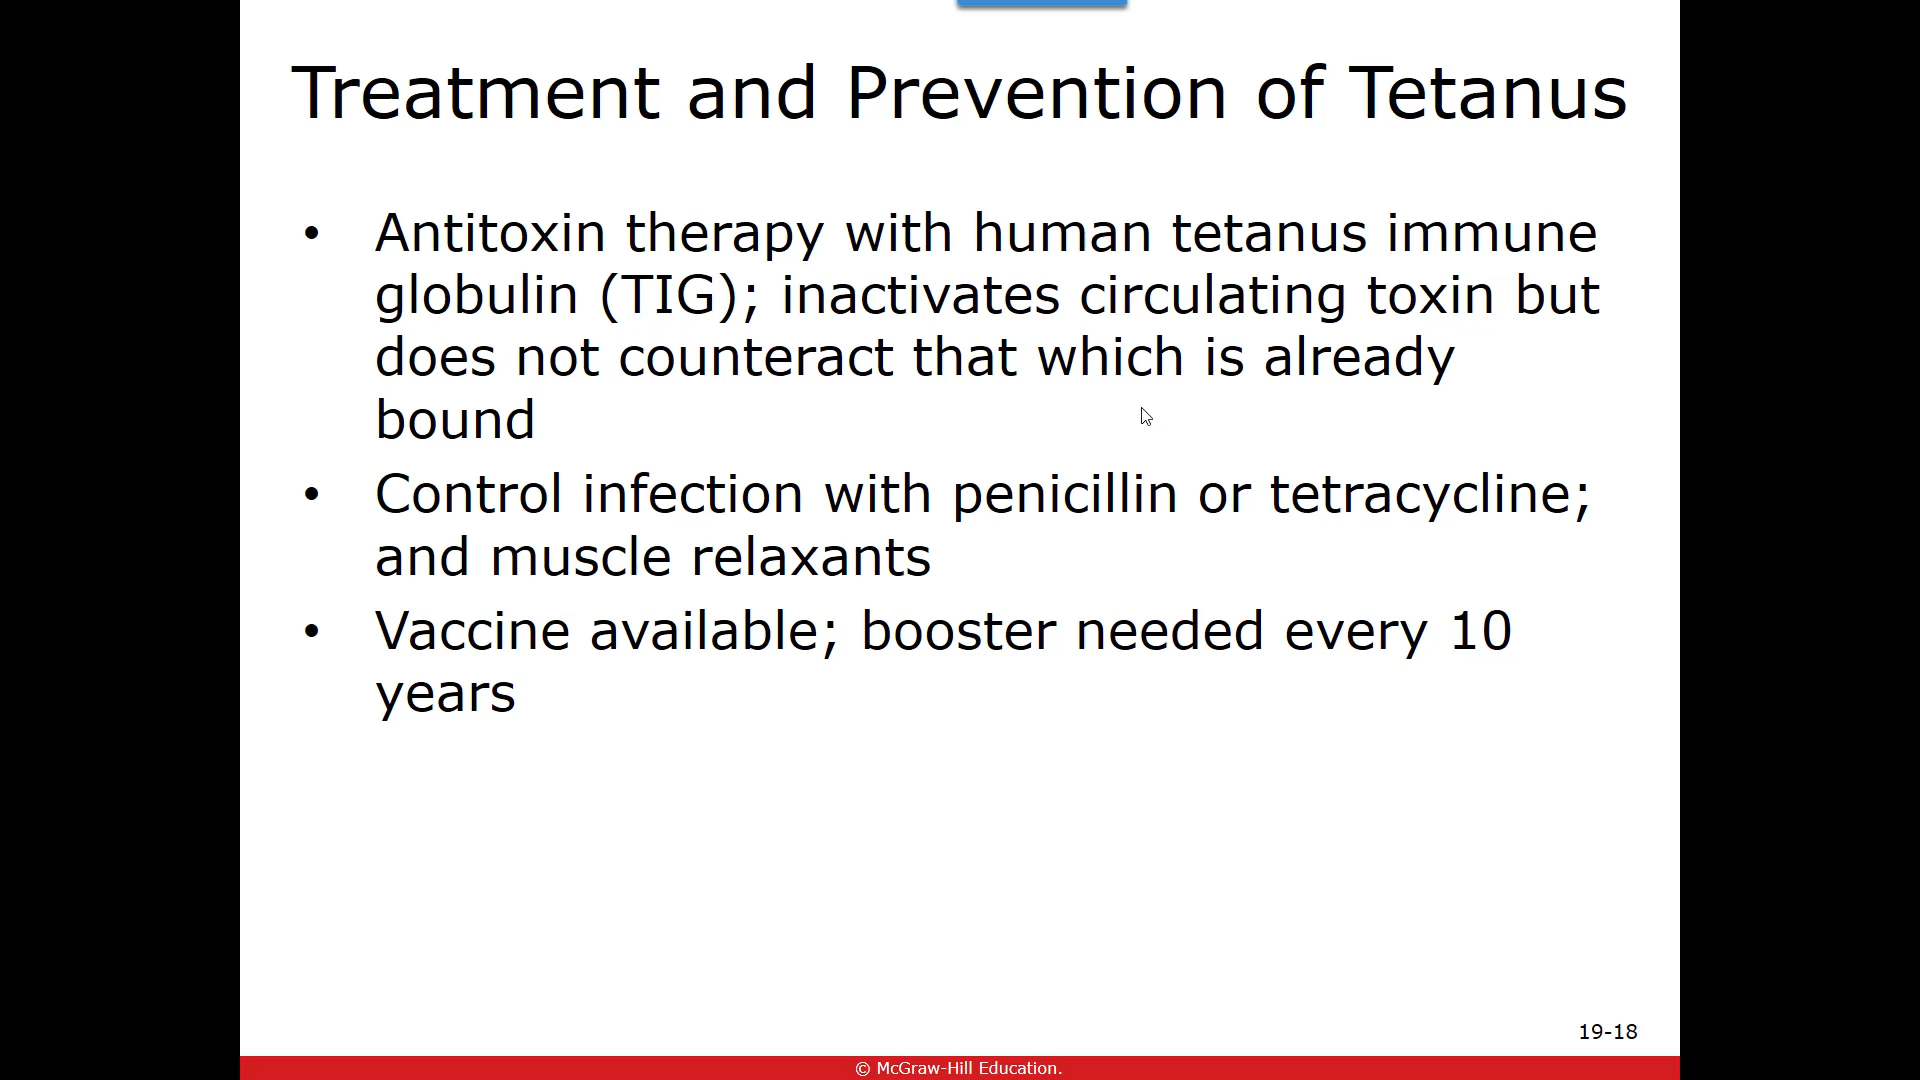 Treatment and Prevention of Tetanus
• Antitoxin therapy with human tetanus immune
globulin (TIG); inactivates circulating toxin but
does not counteract that which is already
bound
• Control infection with penicillin or tetracycline;
and muscle relaxants
• Vaccine available; booster needed every 10
years
19-18
© McGraw-Hill Education.